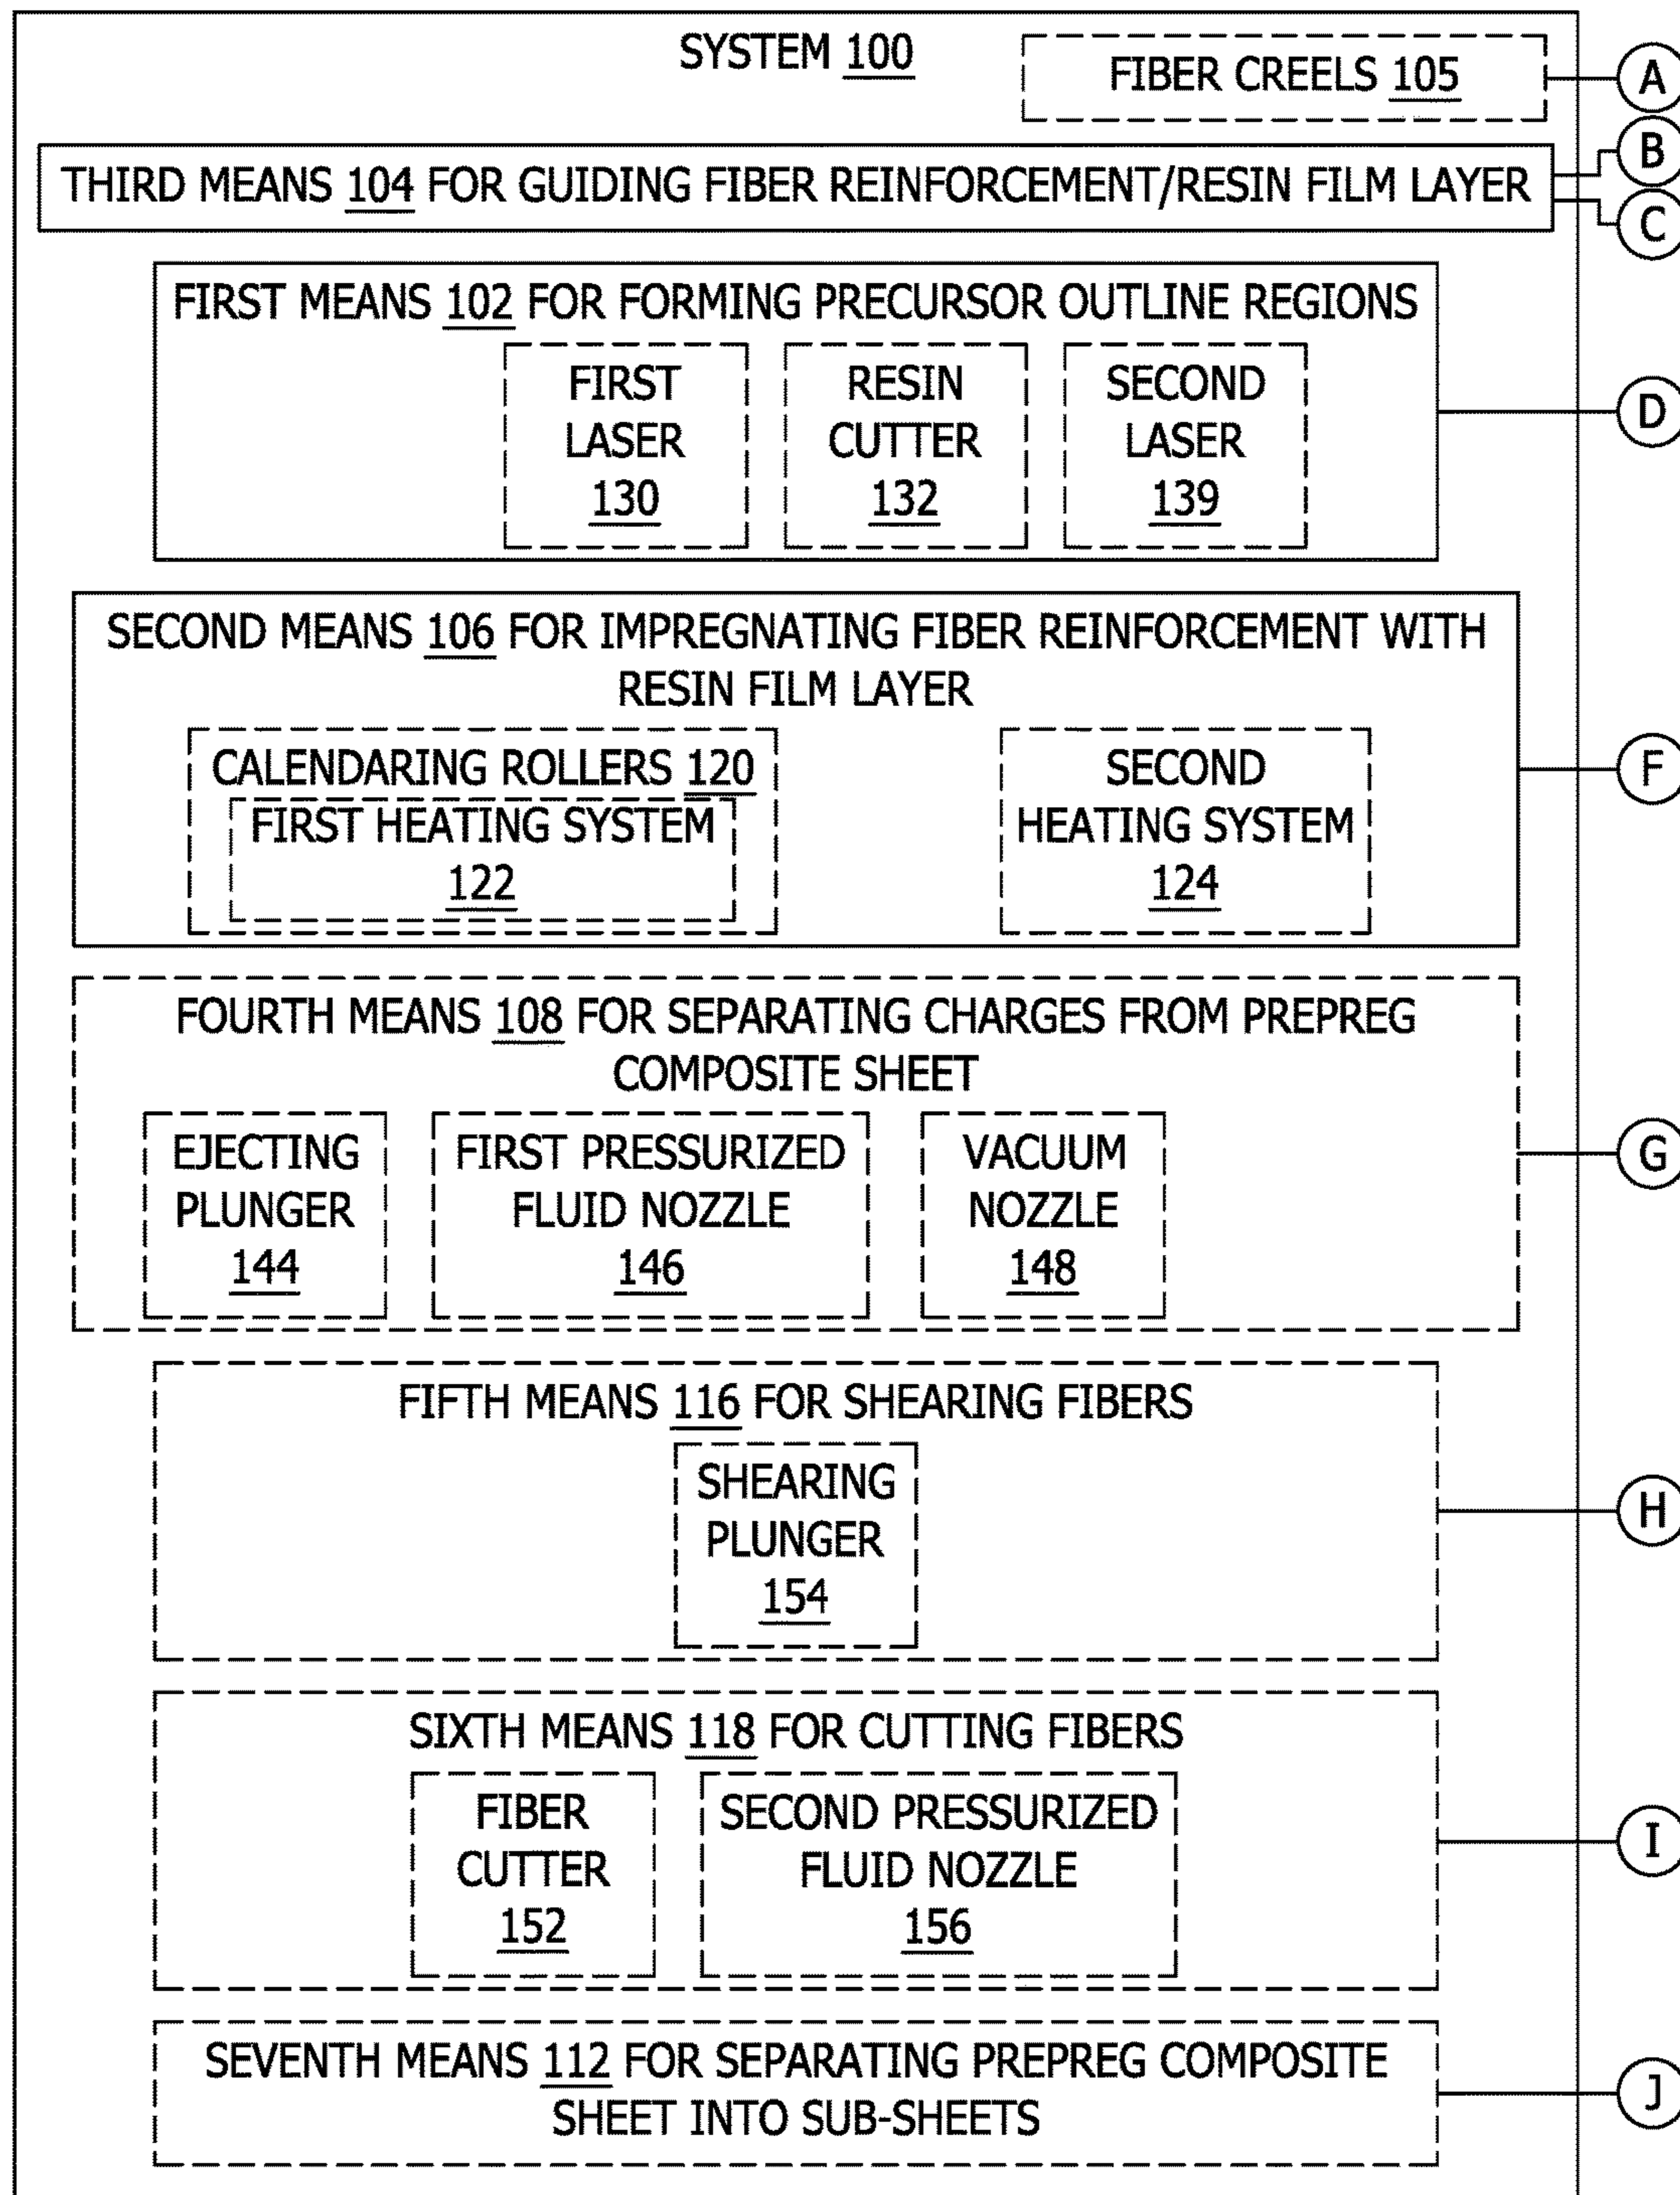 SYSTEM 100
FIBER CREELS 105
A
B
THIRD MEANS 104 FOR GUIDING FIBER REINFORCEMENT/RESIN FILM LAYER
C
FIRST MEANS 102 FOR FORMING PRECURSOR OUTLINE REGIONS
FIRST
LASER
130
RESIN
CUTTER
132
SECOND
LASER
139
D
SECOND MEANS 106 FOR IMPREGNATING FIBER REINFORCEMENT WITH
RESIN FILM LAYER
CALENDARING ROLLERS 120
FIRST HEATING SYSTEM
122
SECOND
HEATING SYSTEM
124
F
FOURTH MEANS 108 FOR SEPARATING CHARGES FROM PREPREG
COMPOSITE SHEET
EJECTING
PLUNGER
144
FIRST PRESSURIZED
FLUID NOZZLE
146
VACUUM
NOZZLE
148
G
FIFTH MEANS 116 FOR SHEARING FIBERS
SHEARING
PLUNGER
154
H
SIXTH MEANS 118 FOR CUTTING FIBERS
FIBER
CUTTER
152
SECOND PRESSURIZED
FLUID NOZZLE
156
I
SEVENTH MEANS 112 FOR SEPARATING PREPREG COMPOSITE
SHEET INTO SUB-SHEETS
J